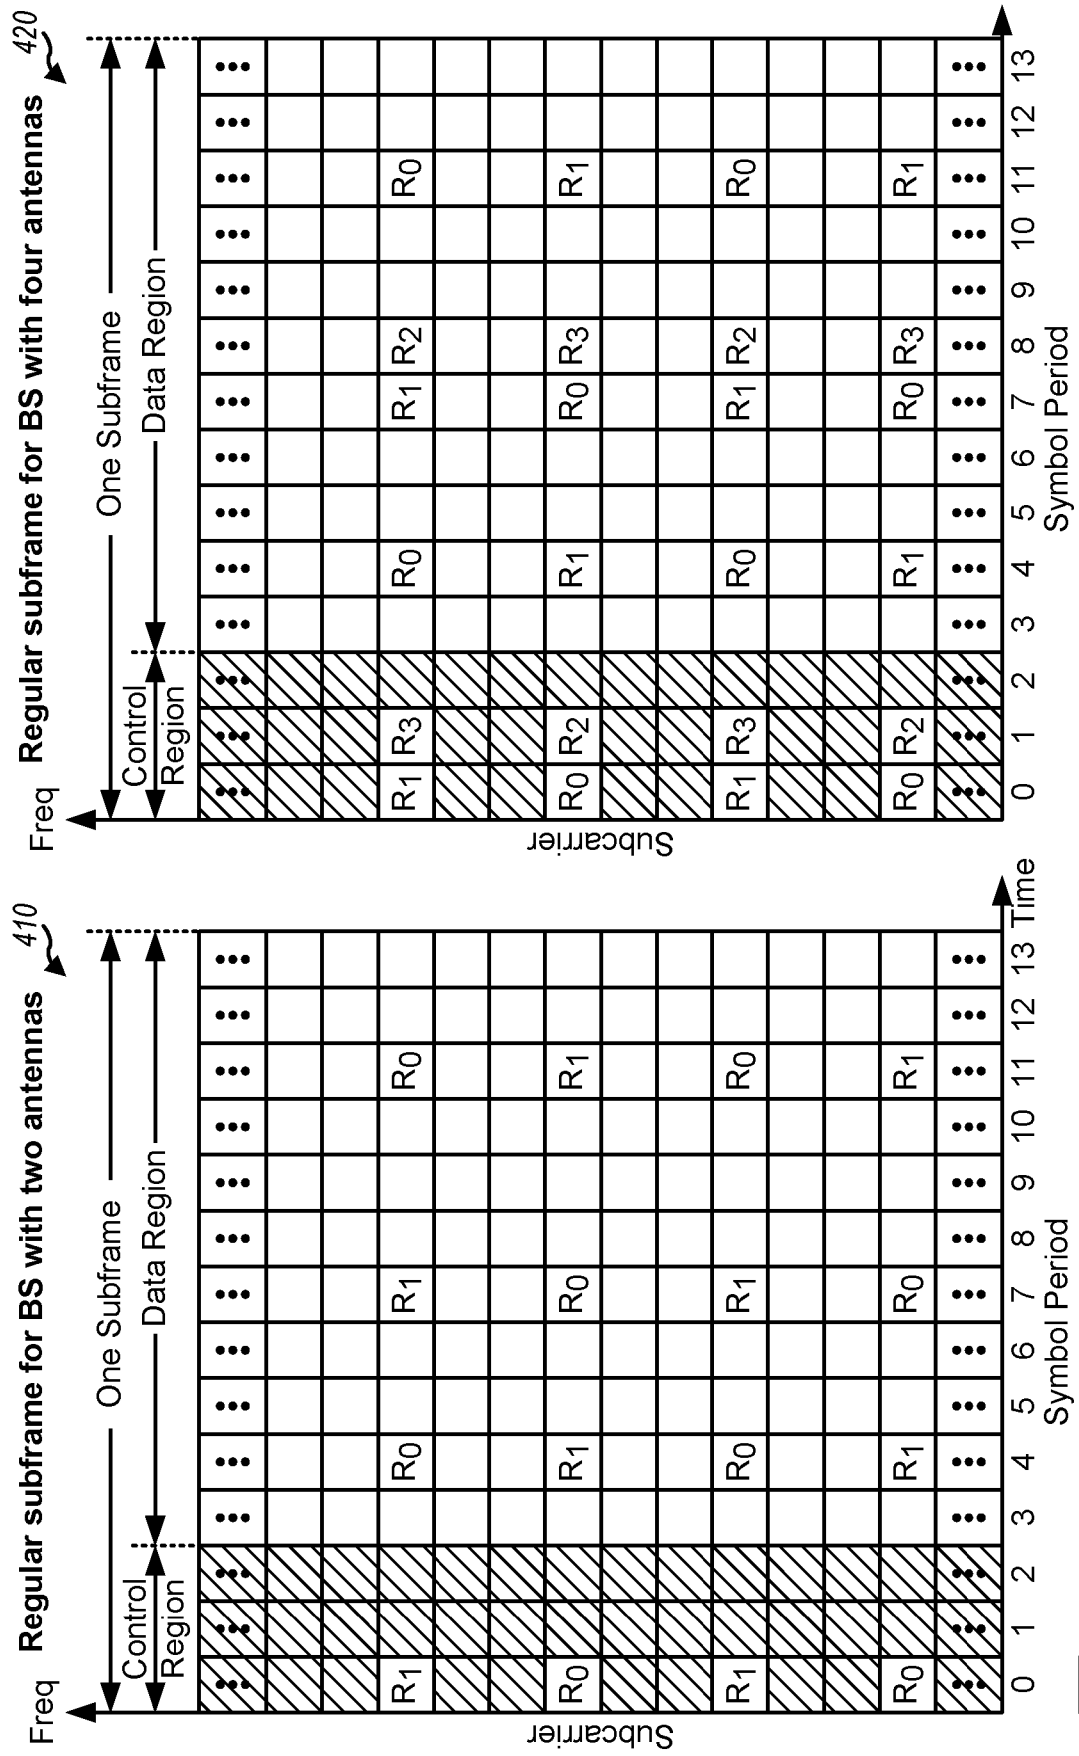 Regular subframe for BS with two antennas
410
Freq
One Subframe
Control
Region
Data Region
Subcarrier
R1 R0 R1 R0
R0 R1 R0 R1
R1 R0 R1 R0
R0 R1 R0 R1
0 1 2 3 4 5 6 7 8 9 10 11 12 13
Time
Symbol Period
Regular subframe for BS with four antennas
420
Freq
One Subframe
Control
Region
Data Region
Subcarrier
R1 R3 R0 R1 R2 R0
R0 R2 R1 R0 R3 R1
R1 R3 R0 R1 R2 R0
R0 R2 R1 R0 R3 R1
0 1 2 3 4 5 6 7 8 9 10 11 12 13
Symbol Period